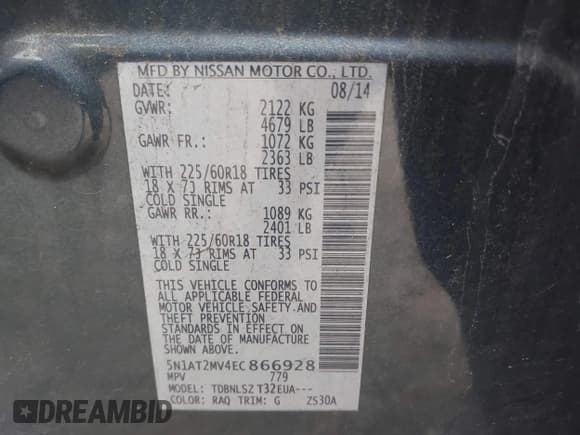 MFD BY NISSAN MOTOR CO., LTD.
DATE: 08/14
GVWR: 2122 KG
4679 LB
GAWR FR.: 1072 KG
2363 LB
WITH 225/60R18 TIRES
18 X 7J RIMS AT 33 PSI
COLD SINGLE
GAWR RR.: 1089 KG
2401 LB
WITH 225/60R18 TIRES
18 X 7J RIMS AT 33 PSI
COLD SINGLE
THIS VEHICLE CONFORMS TO
ALL APPLICABLE FEDERAL
MOTOR VEHICLE SAFETY AND
THEFT PREVENTION
STANDARDS IN EFFECT ON
THE DATE OF MANUFACTURE
SHOWN ABOVE.
5N1AT2MV4EC866928
MPV 779
MODEL: TDBNLSZ T32EUA---
COLOR: RAQ TRIM: G ZS30A